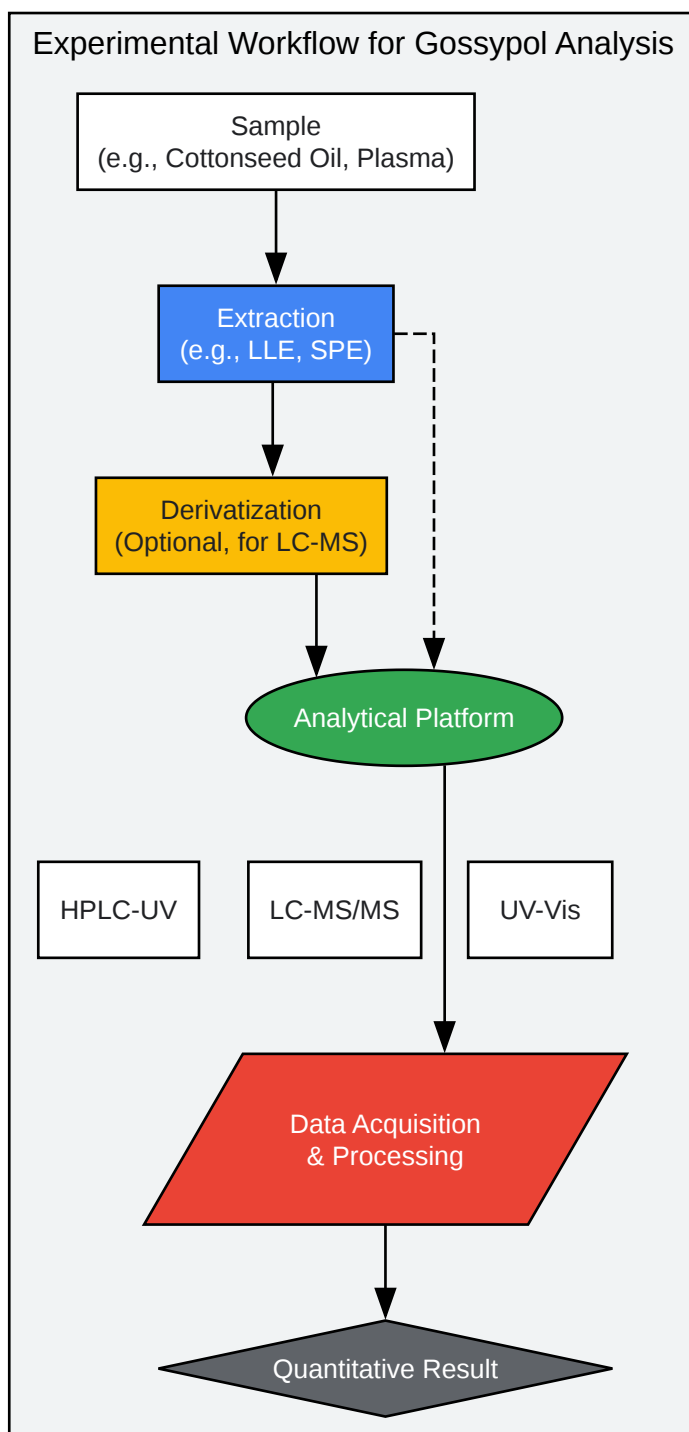 Experimental Workflow for Gossypol Analysis
Sample
(e.g., Cottonseed Oil, Plasma)
Extraction
(e.g., LLE, SPE)
Derivatization
(Optional, for LC-MS)
Analytical Platform
HPLC-UV
LC-MS/MS
UV-Vis
Data Acquisition
& Processing
Quantitative Result